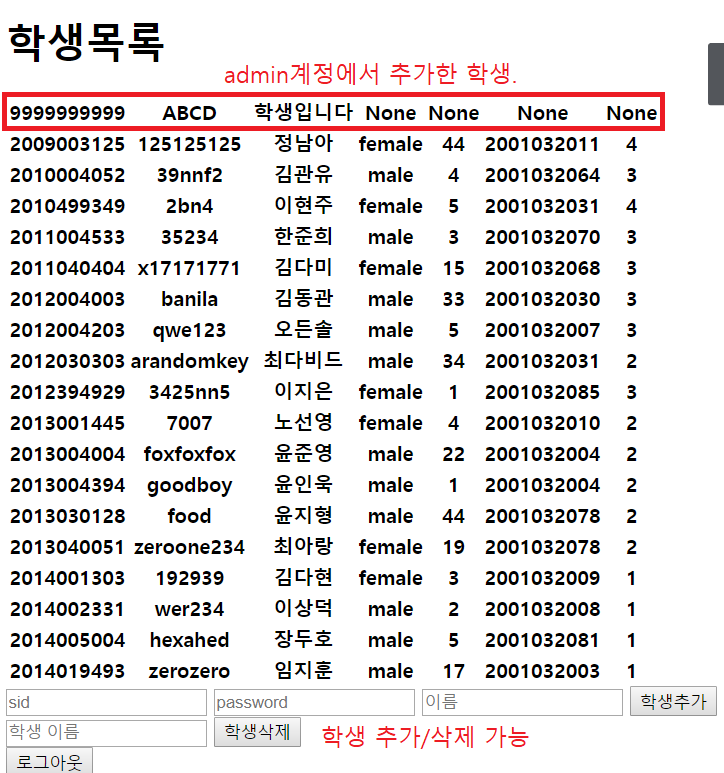 학생목록
admin계정에서 추가한 학생.
9999999999 ABCD 학생입니다 None None None None
2009003125 125125125 정남아 female 44 2001032011 4
2010004052 39nnf2 김관유 male 4 2001032064 3
2010499349 2bn4 이현주 female 5 2001032031 4
2011004533 35234 한준희 male 3 2001032070 3
2011040404 x17171771 김다미 female 15 2001032068 3
2012004003 banila 김동관 male 33 2001032030 3
2012004203 qwe123 오든솔 male 5 2001032007 3
2012030303 arandomkey 최다비드 male 34 2001032031 2
2012394929 3425nn5 이지은 female 1 2001032085 3
2013001445 7007 노선영 female 4 2001032010 2
2013004004 foxfoxfox 윤준영 male 22 2001032004 2
2013004394 goodboy 윤인욱 male 1 2001032004 2
2013030128 food 윤지형 male 44 2001032078 2
2013040051 zeroone234 최아랑 female 19 2001032078 2
2014001303 192939 김다현 female 3 2001032009 1
2014002331 wer234 이상덕 male 2 2001032008 1
2014005004 hexahed 장두호 male 5 2001032081 1
2014019493 zerozero 임지훈 male 17 2001032003 1
sid password 이름 학생추가
학생 이름 학생삭제 학생 추가/삭제 가능
로그아웃